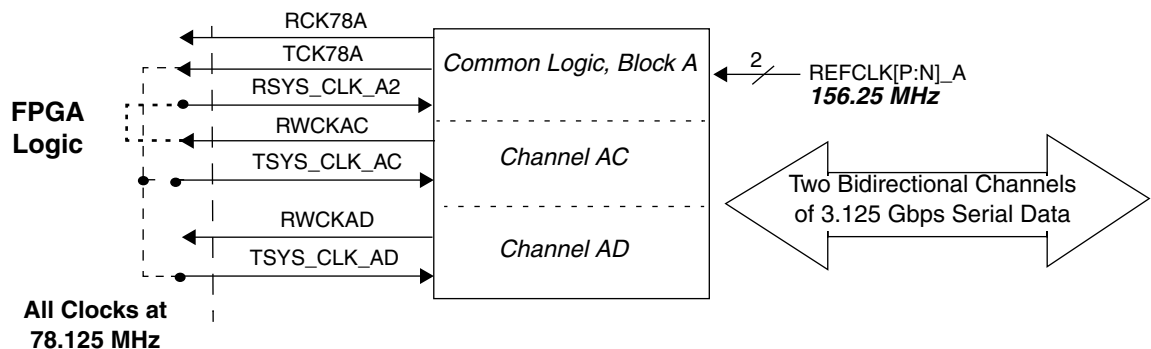 RCK78A
TCK78A
RSYS_CLK_A2
RWCKAC
TSYS_CLK_AC
RWCKAD
TSYS_CLK_AD
FPGA
Logic
All Clocks at
78.125 MHz
Common Logic, Block A
Channel AC
Channel AD
2
REFCLK[P:N]_A
156.25 MHz
Two Bidirectional Channels
of 3.125 Gbps Serial Data